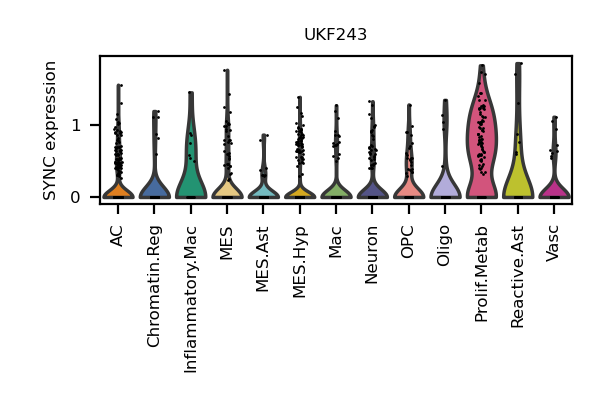 UKF243
SYNC expression
1
0
AC
Chromatin.Reg
Inflammatory.Mac
MES
MES.Ast
MES.Hyp
Mac
Neuron
OPC
Oligo
Prolif.Metab
Reactive.Ast
Vasc